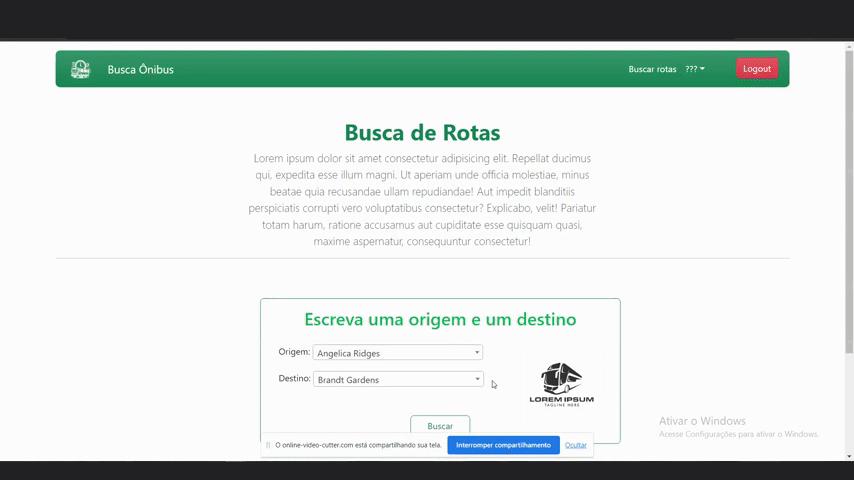 Busca Ônibus
Buscar rotas
???
Logout
Busca de Rotas
Lorem ipsum dolor sit amet consectetur adipisicing elit. Repellat ducimus
qui, expedita esse illum magni. Ut aperiam unde officia molestiae, minus
beatae quia recusandae ullam repudiandae! Aut impedit blanditiis
perspiciatis corrupti vero voluptatibus consectetur? Explicabo, velit! Pariatur
totam harum, ratione accusamus aut cupiditate esse quisquam quasi,
maxime aspernatur, consequuntur consectetur!
Escreva uma origem e um destino
Origem: Angelica Ridges
Destino: Brandt Gardens
LOREM IPSUM
TAGLINE HERE
Buscar
Ativar o Windows
Acesse Configurações para ativar o Windows.
O online-video-cutter.com está compartilhando sua tela.
Interromper compartilhamento
Ocultar